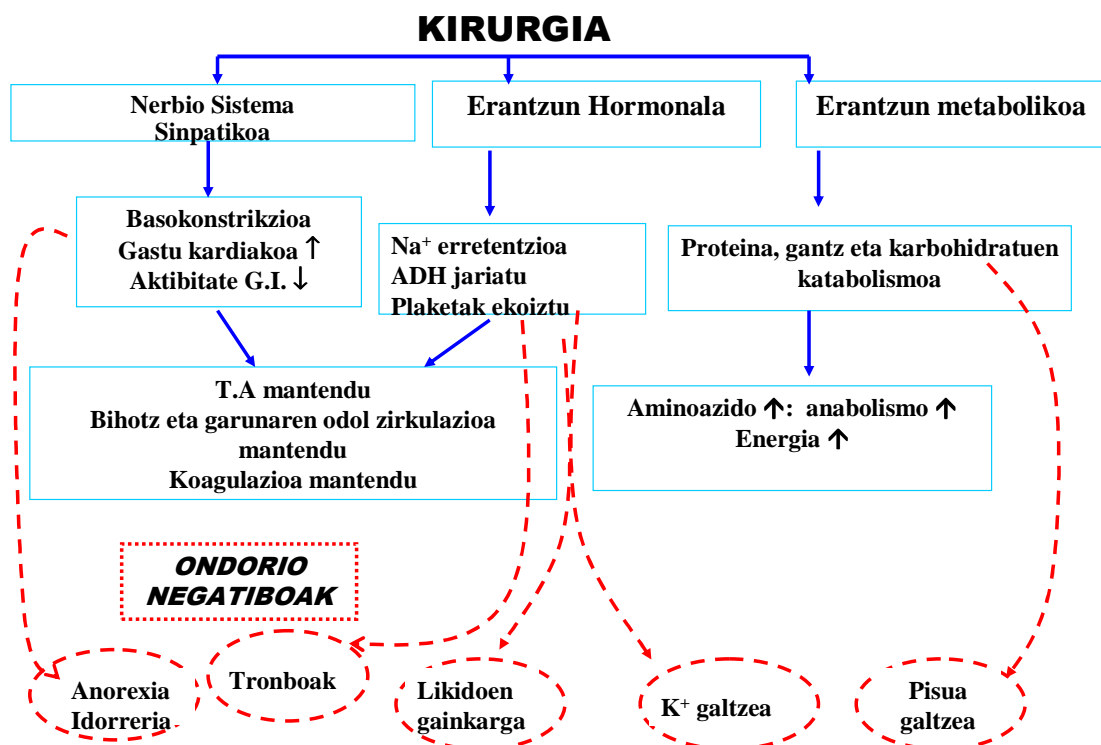 KIRURGIA
Nerbio Sistema
Sinpatikoa
Erantzun Hormonala
Erantzun metabolikoa
Basokonstrikzioa
Gastu kardiakoa ↑
Aktibitate G.I. ↓
Na⁺ erretentzioa
ADH jariatu
Plaketak ekoiztu
Proteina, gantz eta karbohidratuen
katabolismoa
T.A mantendu
Bihotz eta garunaren odol zirkulazioa
mantendu
Koagulazioa mantendu
Aminoazido ↑: anabolismo ↑
Energia ↑
ONDORIO
NEGATIBOAK
Anorexia
Idorreria
Tronboak
Likidoen
gainkarga
K⁺ galtzea
Pisua
galtzea